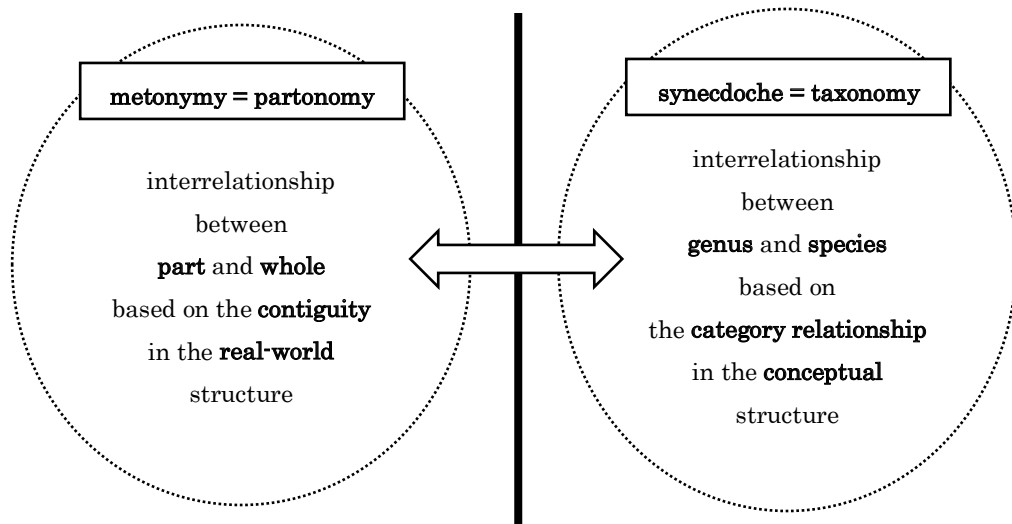 metonymy = partonomy
interrelationship
between
part and whole
based on the contiguity
in the real-world
structure
synecdoche = taxonomy
interrelationship
between
genus and species
based on
the category relationship
in the conceptual
structure